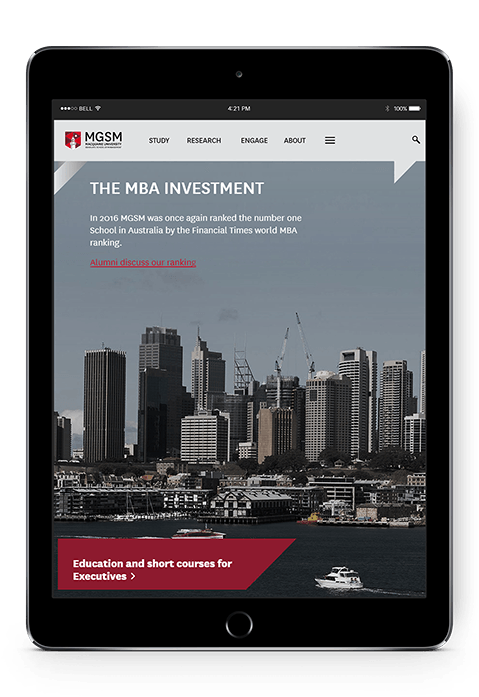 BELL
4:21 PM
100%
MGSM
MACQUARIE UNIVERSITY
STUDY
RESEARCH
ENGAGE
ABOUT
THE MBA INVESTMENT
In 2016 MGSM was once again ranked the number one
School in Australia by the Financial Times world MBA
ranking.
Alumni discuss our ranking
Education and short courses for
Executives >